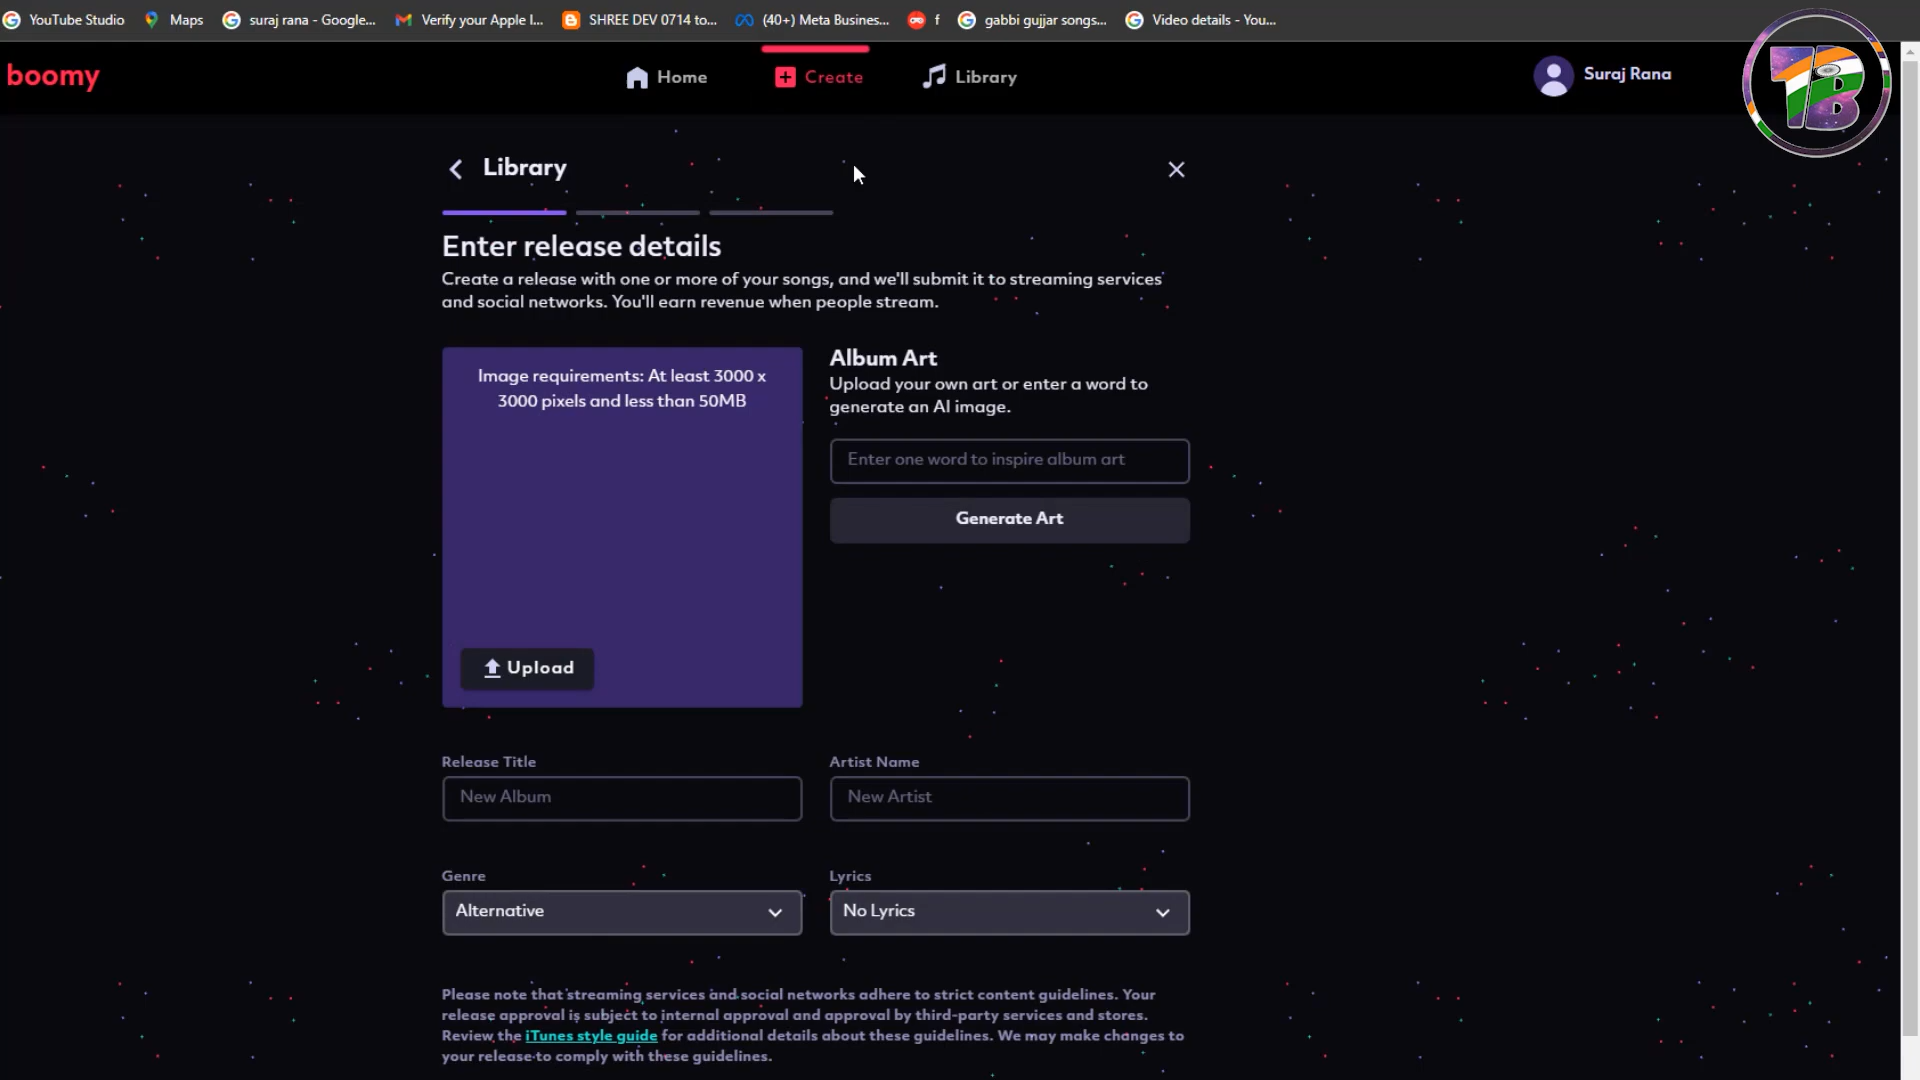 YouTube Studio Maps suraj rana - Google... Verify your Apple I... SHREE DEV 0714 to... (40+) Meta Business... f gabbi gujjar songs... Video details - You...
boomy Home Create Library Suraj Rana
TB
Library
Enter release details
Create a release with one or more of your songs, and we'll submit it to streaming services
and social networks. You'll earn revenue when people stream.
Image requirements: At least 3000 x
3000 pixels and less than 50MB
Upload
Album Art
Upload your own art or enter a word to
generate an AI image.
Enter one word to inspire album art
Generate Art
Release Title
New Album
Artist Name
New Artist
Genre
Alternative
Lyrics
No Lyrics
Please note that streaming services and social networks adhere to strict content guidelines. Your
release approval is subject to internal approval and approval by third-party services and stores.
Review the iTunes style guide for additional details about these guidelines. We may make changes to
your release to comply with these guidelines.